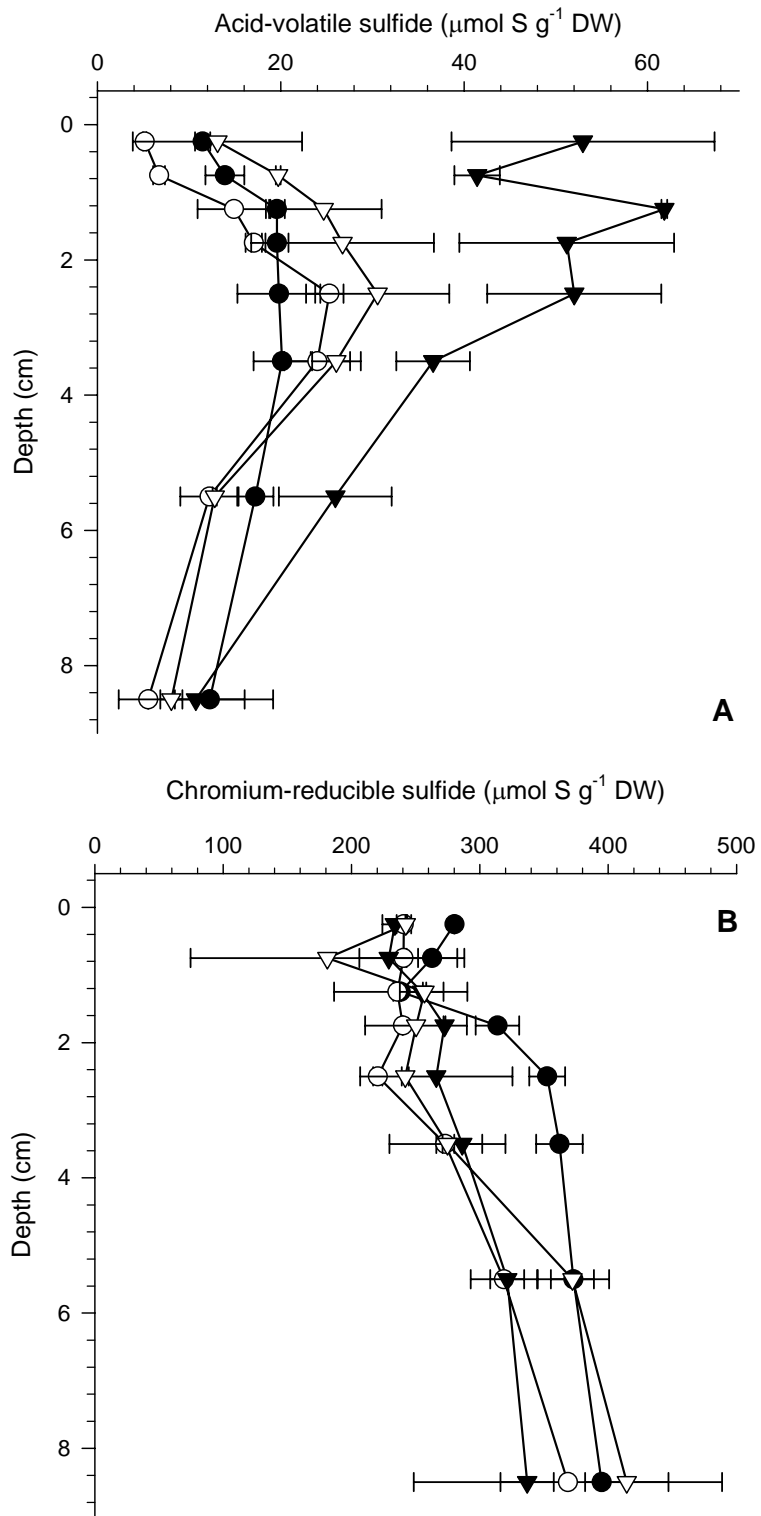 Acid-volatile sulfide (μmol S g⁻¹ DW)
0 20 40 60
0
2
4
6
8
Depth (cm)
A
Chromium-reducible sulfide (μmol S g⁻¹ DW)
0 100 200 300 400 500
0
2
4
6
8
Depth (cm)
B